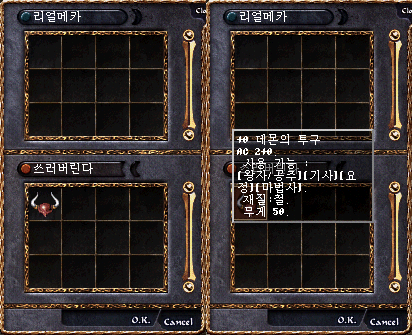 리얼메카
리얼메카
+0 데몬의 투구
AC 2+0
사용 가능 :
[왕자/공주][기사][요
정][마법사].
재질:철.
무게 50.
쓰러버린다
O.K.
Cancel
O.K.
Cancel